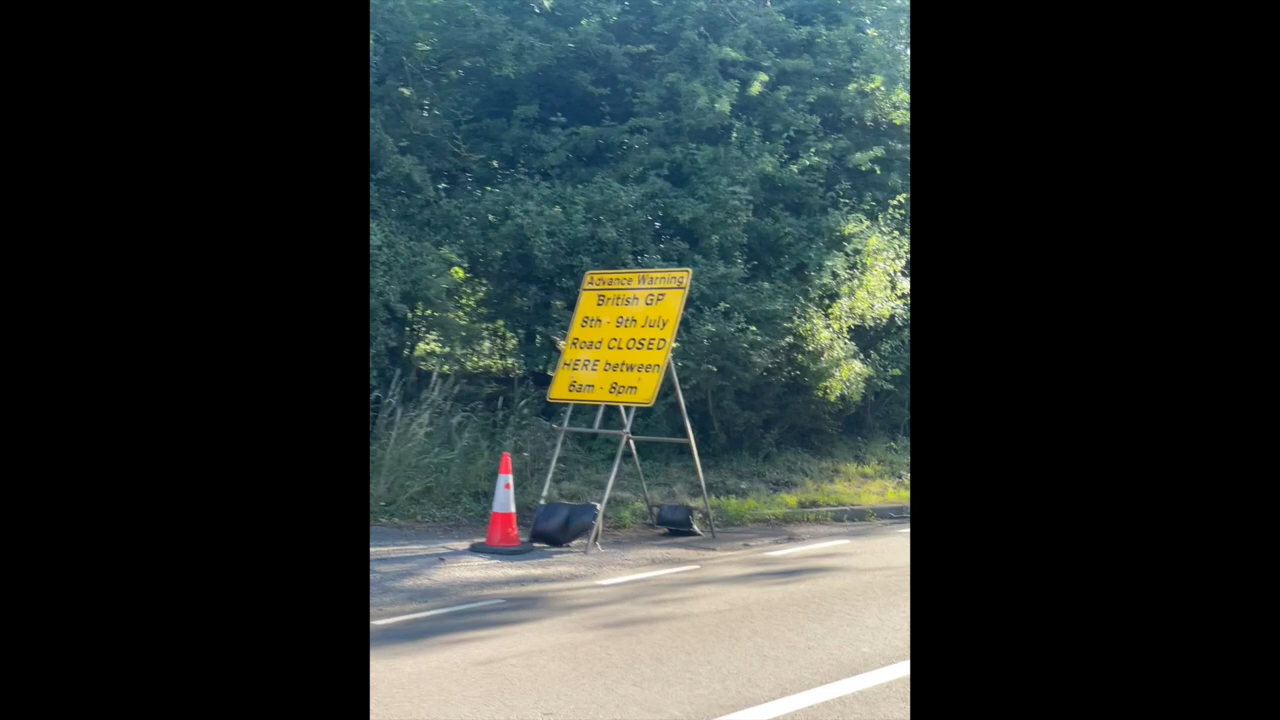 Advance Warning
'British GP'
8th - 9th July
Road CLOSED
HERE between
6am - 8pm